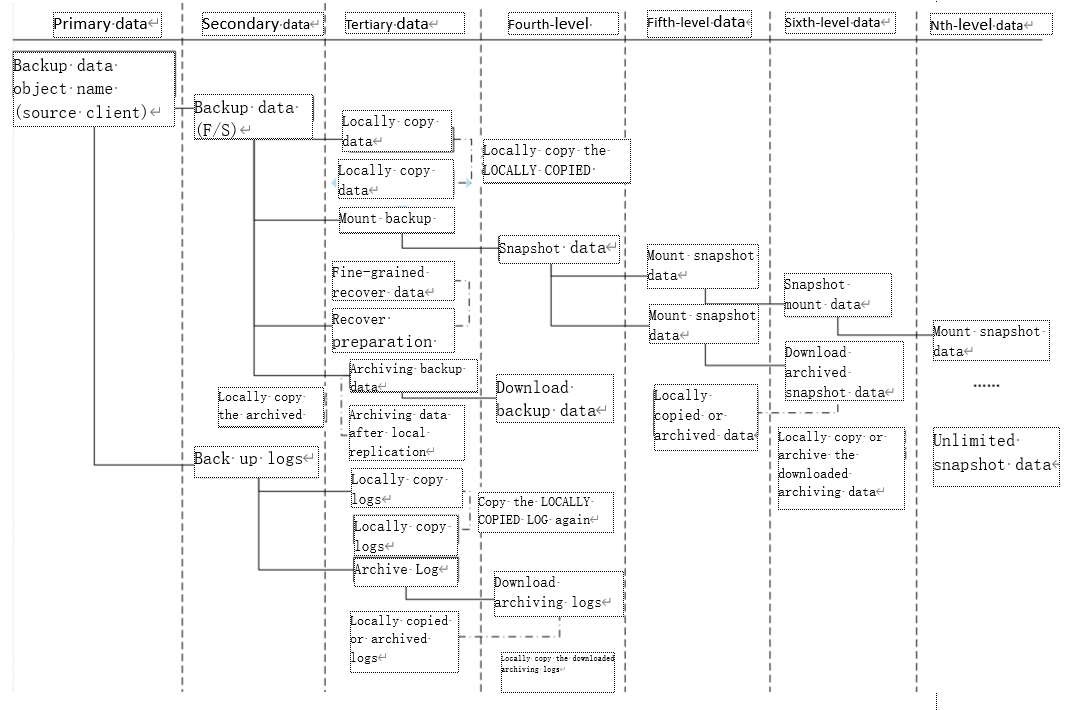 Primary data
Secondary data
Tertiary data
Fourth-level
Fifth-level data
Sixth-level data
Nth-level data
Backup data
object name
(source client)
Backup data
(F/S)
Locally copy
data
Locally copy the
LOCALLY COPIED
Locally copy
data
Mount backup
Snapshot data
Mount snapshot
data
Fine-grained
recover data
Snapshot
mount data
Recover
preparation
Mount snapshot
data
Mount snapshot
data
Archiving backup
data
Download
archived
snapshot data
......
Locally copy
the archived
Download
backup data
Locally
copied or
archived data
Archiving data
after local
replication
Locally copy or
archive the
downloaded
archiving data
Unlimited
snapshot data
Back up logs
Locally copy
logs
Copy the LOCALLY
COPIED LOG again
Locally copy
logs
Archive Log
Download
archiving logs
Locally copied
or archived
logs
Locally copy the downloaded
archiving logs